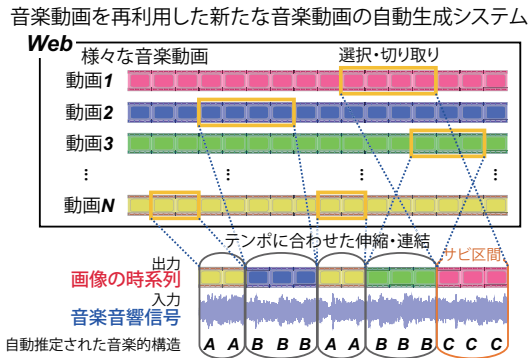 音楽動画を再利用した新たな音楽動画の自動生成システム
Web
様々な音楽動画 選択・切り取り
動画1
動画2
動画3
⋮ ⋮ ⋮
動画N
テンポに合わせた伸縮・連結 サビ区間
出力
画像の時系列
入力
音楽音響信号
自動推定された音楽的構造 A A B B B A A B B B C C C